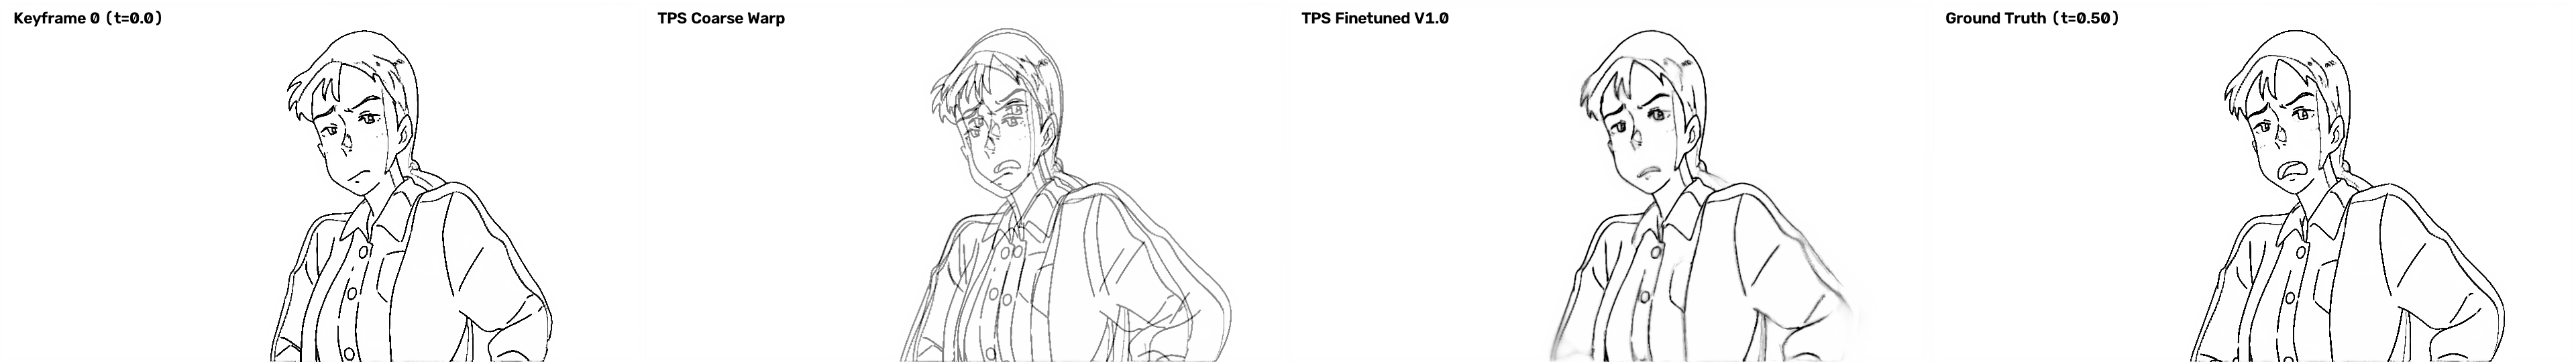 Keyframe 0 (t=0.0)
TPS Coarse Warp
TPS Finetuned V1.0
Ground Truth (t=0.50)